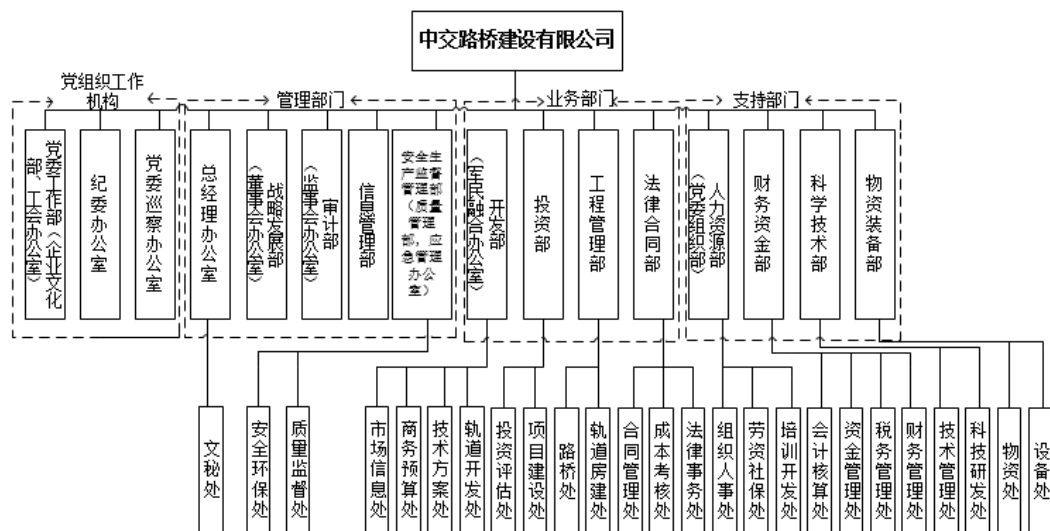 中交路桥建设有限公司
党组织工作
机构
管理部门
业务部门
支持部门
党委工作部（企业文化
部、工会办公室）
纪委办公室
党委巡察办公室
总经理办公室
战略发展部
（董事会办公室）
审计部
（监事会办公室）
信息管理部
安全生
产监督
管理部
（质量
管理
部，应
急管理
办公
室）
开发部
（军民融合办公室）
投资部
工程管理部
法律合同部
人力资源部
（党委组织部）
财务资金部
科学技术部
物资装备部
文秘处
安全环保处
质量监督处
市场信息处
商务预算处
技术方案处
轨道开发处
投资评估处
项目建设处
路桥处
轨道房建处
合同管理处
成本考核处
法律事务处
组织人事处
劳资社保处
培训开发处
会计核算处
资金管理处
税务管理处
财务管理处
技术管理处
科技研发处
物资处
设备处